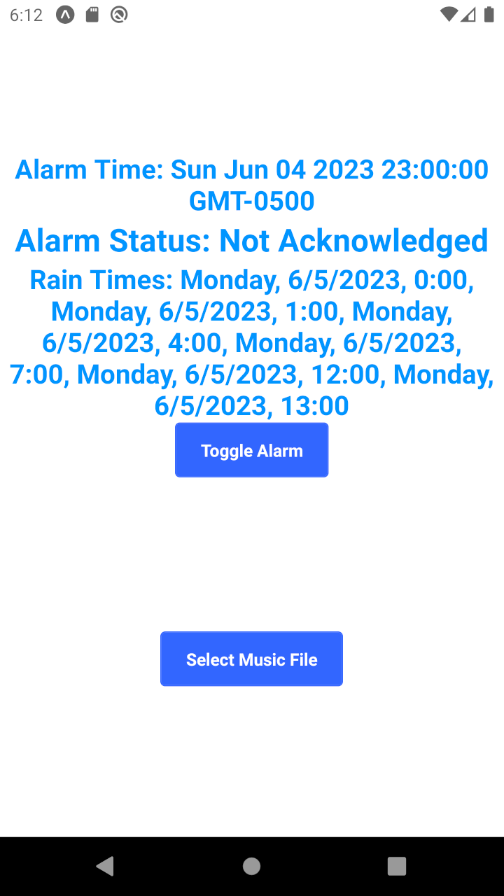 6:12
Alarm Time: Sun Jun 04 2023 23:00:00
GMT-0500
Alarm Status: Not Acknowledged
Rain Times: Monday, 6/5/2023, 0:00,
Monday, 6/5/2023, 1:00, Monday,
6/5/2023, 4:00, Monday, 6/5/2023,
7:00, Monday, 6/5/2023, 12:00, Monday,
6/5/2023, 13:00
Toggle Alarm
Select Music File